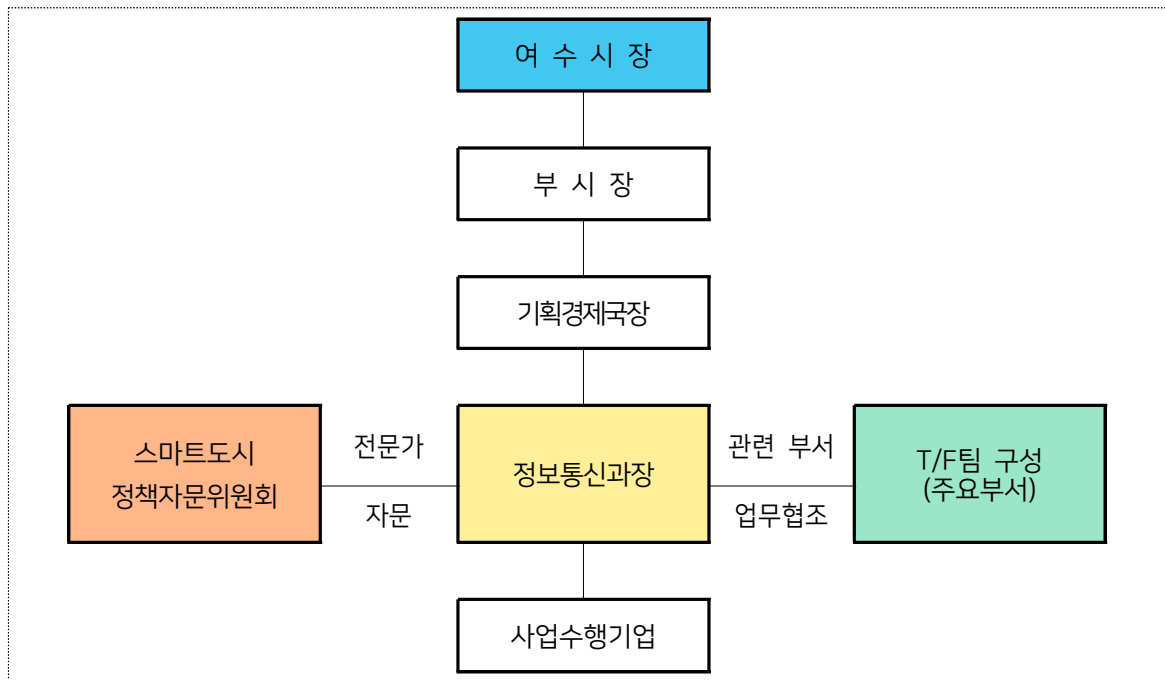 여 수 시 장
부 시 장
기획경제국장
스마트도시
정책자문위원회
전문가
자문
정보통신과장
관련 부서
업무협조
T/F팀 구성
(주요부서)
사업수행기업